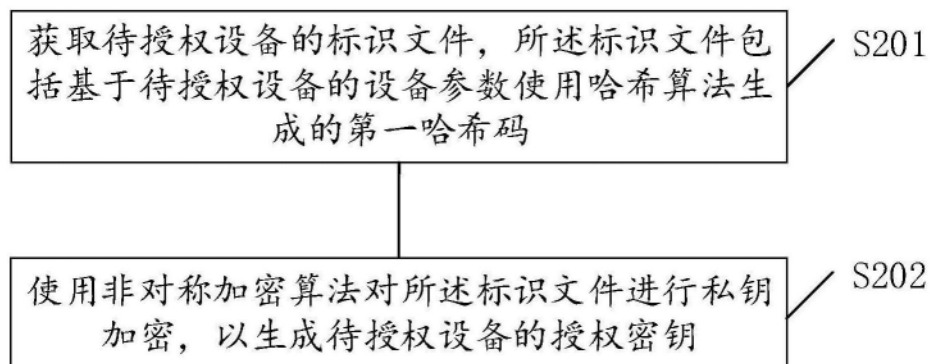 获取待授权设备的标识文件，所述标识文件包
括基于待授权设备的设备参数使用哈希算法生
成的第一哈希码
S201
使用非对称加密算法对所述标识文件进行私钥
加密，以生成待授权设备的授权密钥
S202